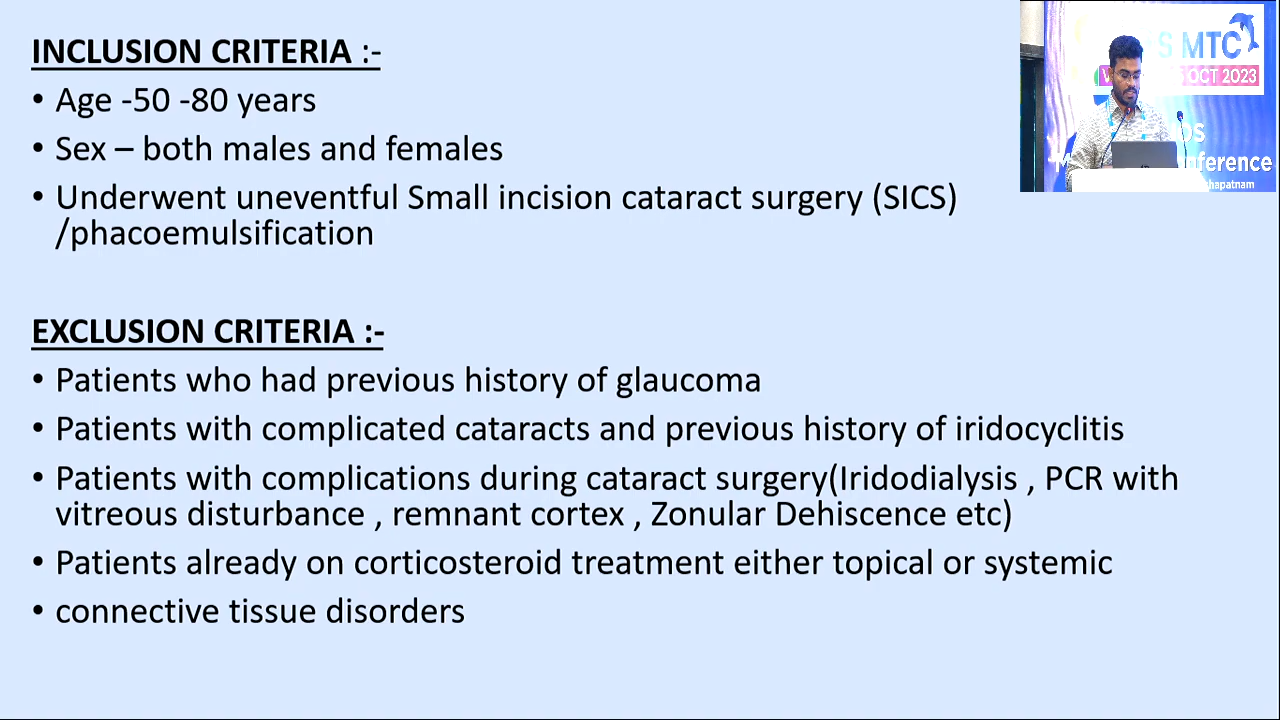 INCLUSION CRITERIA :-
• Age -50 -80 years
• Sex – both males and females
• Underwent uneventful Small incision cataract surgery (SICS)
/phacoemulsification
EXCLUSION CRITERIA :-
• Patients who had previous history of glaucoma
• Patients with complicated cataracts and previous history of iridocyclitis
• Patients with complications during cataract surgery(Iridodialysis , PCR with
vitreous disturbance , remnant cortex , Zonular Dehiscence etc)
• Patients already on corticosteroid treatment either topical or systemic
• connective tissue disorders
MTC
OCT 2023